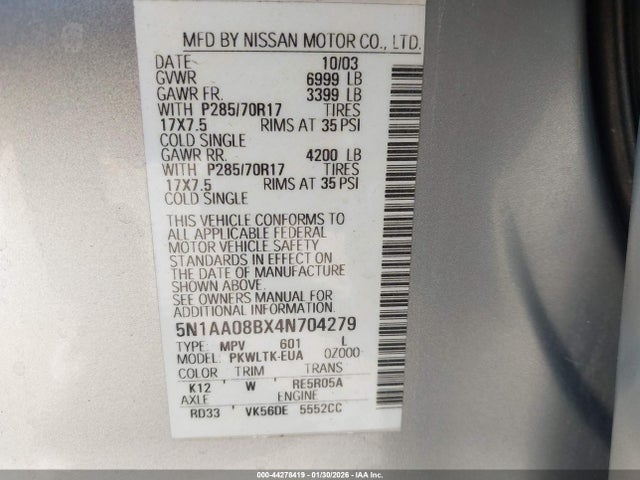 MFD BY NISSAN MOTOR CO., LTD.
DATE 10/03
GVWR 6999 LB
GAWR FR. 3399 LB
WITH P285/70R17 TIRES
17X7.5 RIMS AT 35 PSI
COLD SINGLE
GAWR RR. 4200 LB
WITH P285/70R17 TIRES
17X7.5 RIMS AT 35 PSI
COLD SINGLE
THIS VEHICLE CONFORMS TO
ALL APPLICABLE FEDERAL
MOTOR VEHICLE SAFETY
STANDARDS IN EFFECT ON
THE DATE OF MANUFACTURE
SHOWN ABOVE.
SEE OWNERS MANUAL FOR
ADDITIONAL INFORMATION
5N1AA08BX4N704279
TYPE: MPV 601 L
MODEL: PKWLTK-EUA 0Z000
COLOR TRIM TRANS
K12 W RE5R05A
AXLE ENGINE
RD33 VK56DE 5552CC
000-44278419 | 01/30/2026 | IAA Inc.